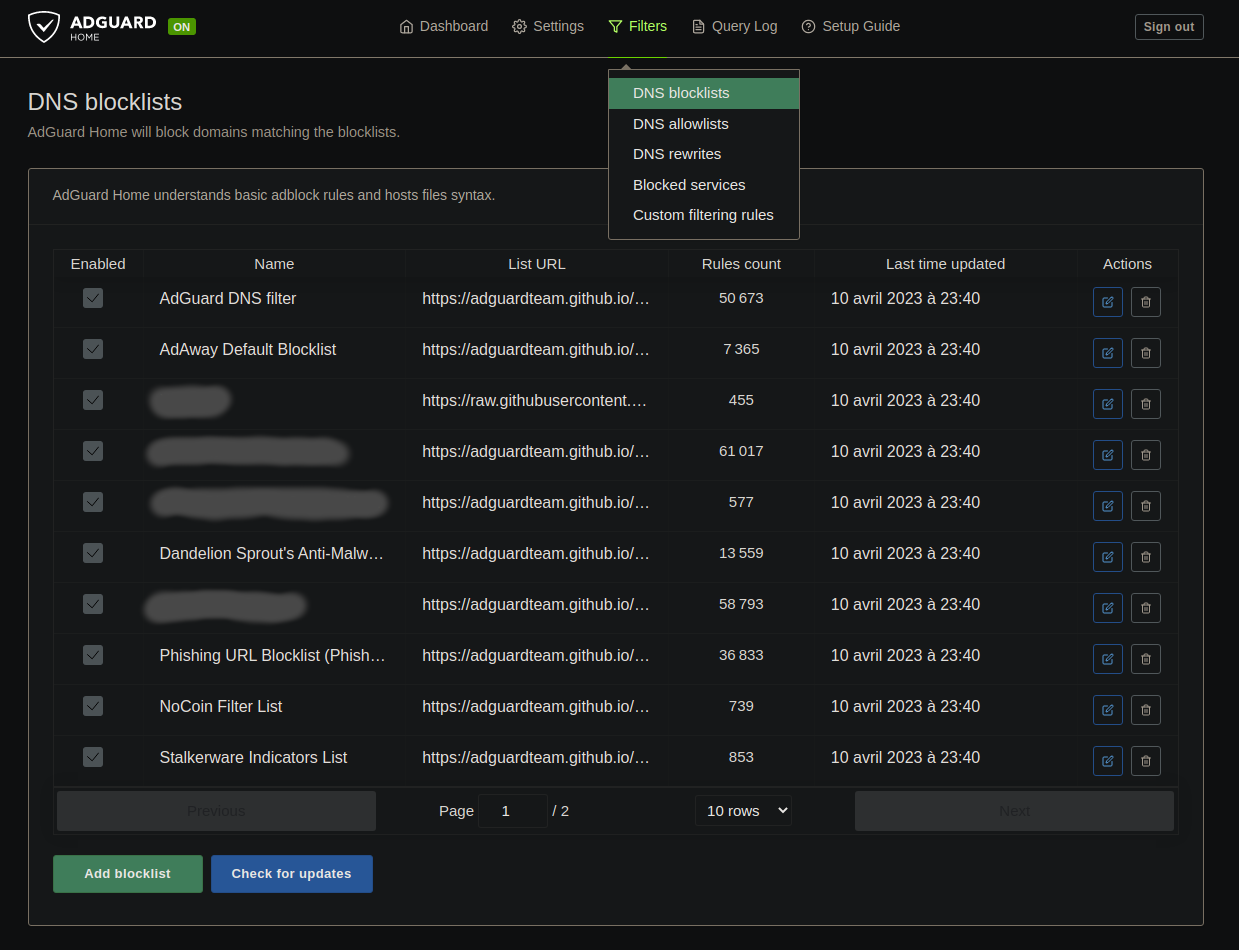 ADGUARD
HOME
ON
Dashboard
Settings
Filters
Query Log
Setup Guide
Sign out
DNS blocklists
DNS allowlists
DNS rewrites
Blocked services
Custom filtering rules
DNS blocklists
AdGuard Home will block domains matching the blocklists.
AdGuard Home understands basic adblock rules and hosts files syntax.
Enabled Name List URL Rules count Last time updated Actions
AdGuard DNS filter https://adguardteam.github.io/… 50 673 10 avril 2023 à 23:40
AdAway Default Blocklist https://adguardteam.github.io/… 7 365 10 avril 2023 à 23:40
https://raw.githubusercontent.… 455 10 avril 2023 à 23:40
https://adguardteam.github.io/… 61 017 10 avril 2023 à 23:40
https://adguardteam.github.io/… 577 10 avril 2023 à 23:40
Dandelion Sprout's Anti-Malw… https://adguardteam.github.io/… 13 559 10 avril 2023 à 23:40
https://adguardteam.github.io/… 58 793 10 avril 2023 à 23:40
Phishing URL Blocklist (Phish… https://adguardteam.github.io/… 36 833 10 avril 2023 à 23:40
NoCoin Filter List https://adguardteam.github.io/… 739 10 avril 2023 à 23:40
Stalkerware Indicators List https://adguardteam.github.io/… 853 10 avril 2023 à 23:40
Previous Page 1 / 2 10 rows Next
Add blocklist Check for updates